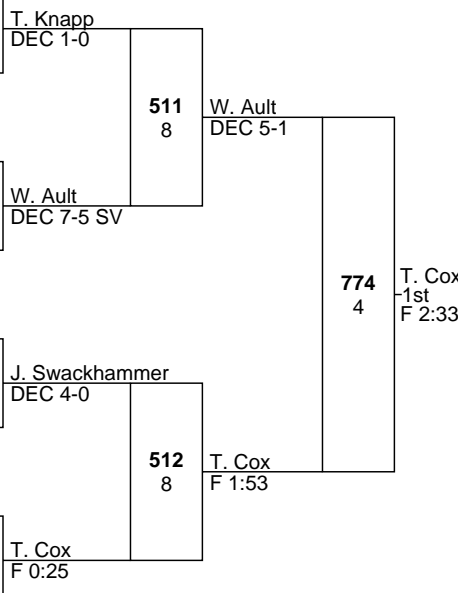 T. Knapp
DEC 1-0
511
8
W. Ault
DEC 5-1
W. Ault
DEC 7-5 SV
774
4
T. Cox
1st
F 2:33
J. Swackhammer
DEC 4-0
512
8
T. Cox
F 1:53
T. Cox
F 0:25